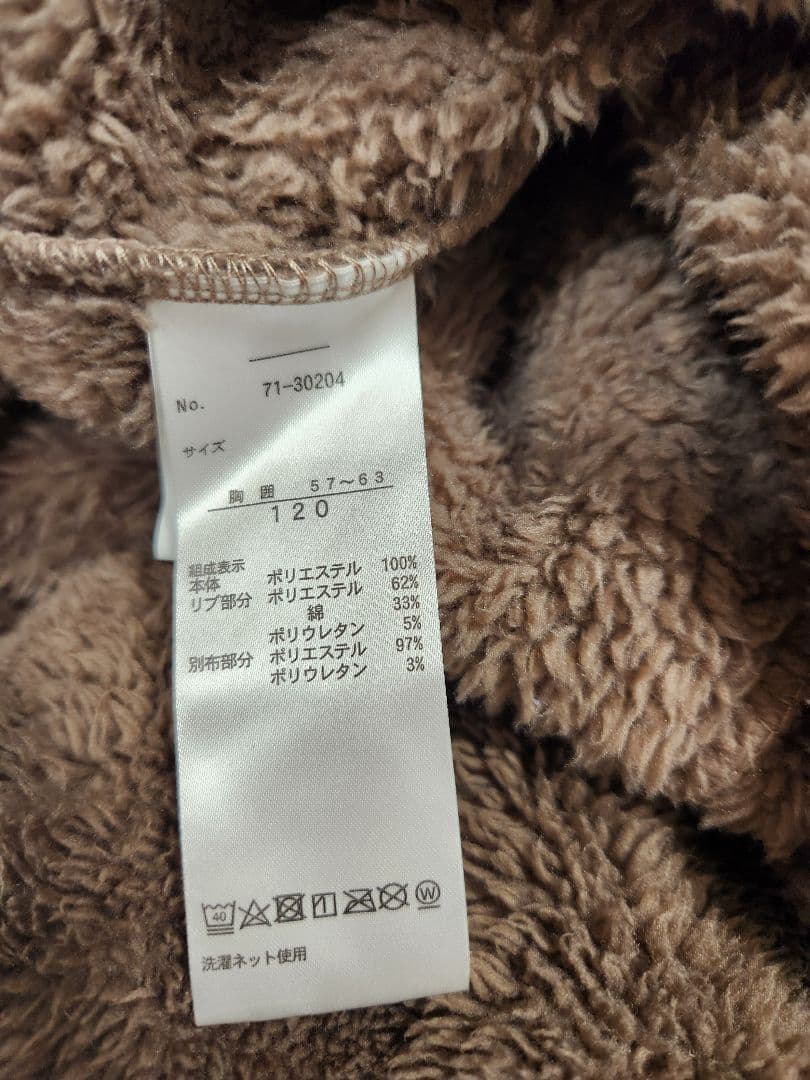 No. 71-30204
サイズ
胸囲 57～63
120
組成表示
本体 ポリエステル 100%
リブ部分 ポリエステル 62%
綿 33%
ポリウレタン 5%
別布部分 ポリエステル 97%
ポリウレタン 3%
40 W
洗濯ネット使用